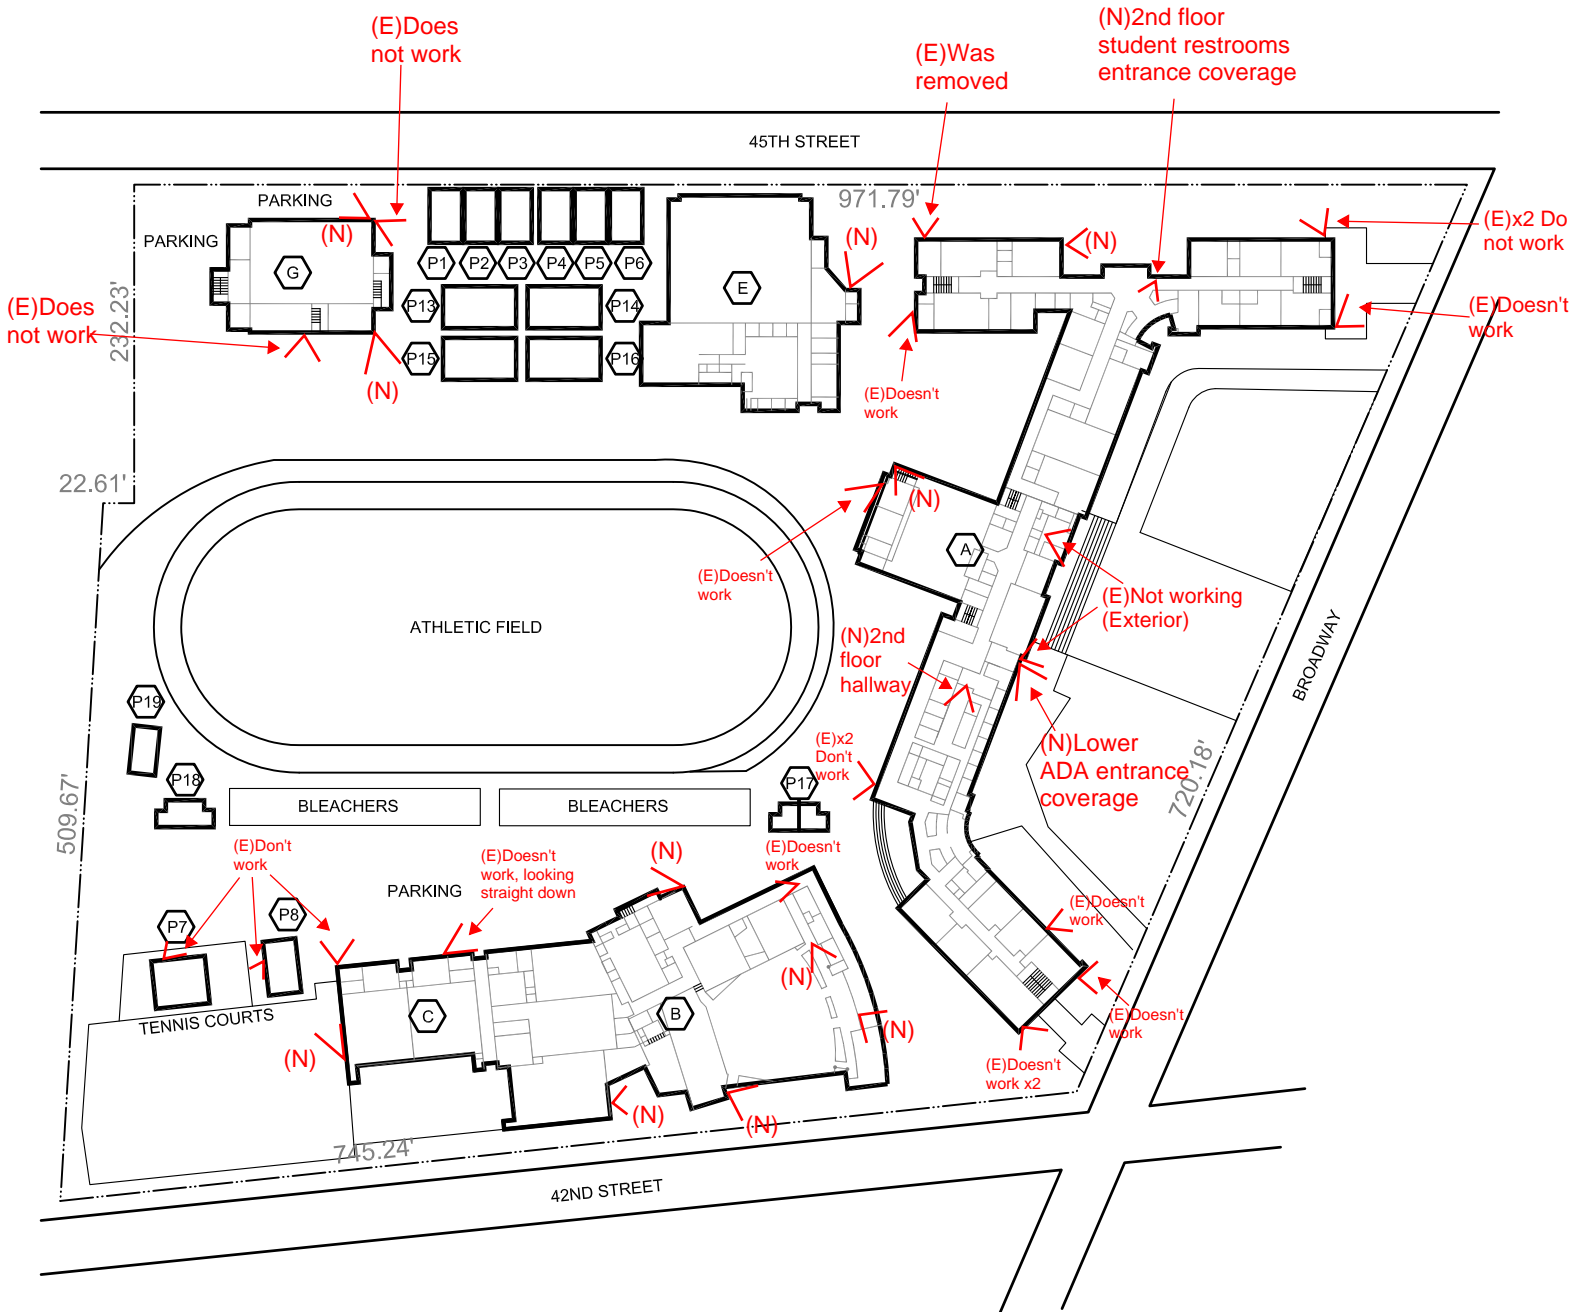 (E)Does
not work
(E)Was
removed
(N)2nd floor
student restrooms
entrance coverage
45TH STREET
PARKING
971.79'
(E)x2 Do
not work
PARKING
(N)
(N)
(N)
P1
P2
P3
P4
P5
P6
G
E
232.23'
(E)Does
not work
P13
P14
(E)Doesn't
work
P15
P16
(N)
(E)Doesn't
work
22.61'
(N)
A
(E)Doesn't
work
(E)Not working
(Exterior)
ATHLETIC FIELD
(N)2nd
floor
hallway
BROADWAY
P19
(E)x2
Don't
work
(N)Lower
ADA entrance
coverage
720.18'
P18
P17
BLEACHERS
BLEACHERS
509.67'
(E)Don't
work
(E)Doesn't
work, looking
straight down
(N)
(E)Doesn't
work
PARKING
P7
P8
(E)Doesn't
work
(N)
TENNIS COURTS
C
B
(N)
(E)Doesn't
work
(N)
(E)Doesn't
work x2
(N)
(N)
745.24'
42ND STREET